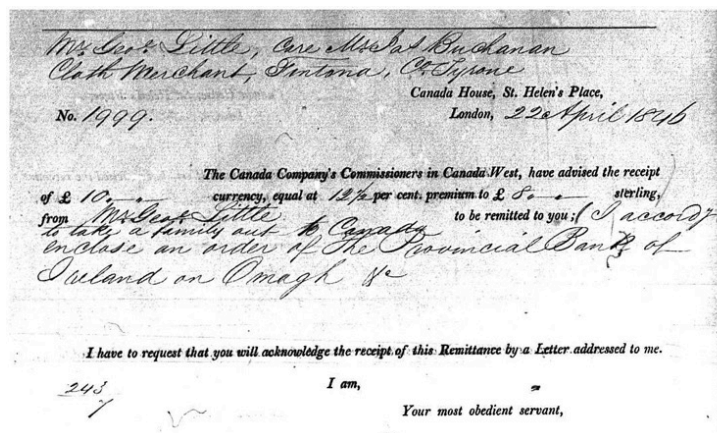 Mr. Geo. Little, Care Mr Jas Buchanan
Cloth Merchant, Fintona, Co. Tyrone
Canada House, St. Helen's Place,
No. 1999. London, 22 April 1846
The Canada Company's Commissioners in Canada West, have advised the receipt
of £ 10. - - currency, equal at 12½ per cent. premium to £ 8 - - sterling,
from Mr Geo. Little to be remitted to you; I accordy
to take a family out to Canada
enclose an order of the Provincial Bank of
Ireland on Omagh &c
I have to request that you will acknowledge the receipt of this Remittance by a Letter addressed to me.
243
I am,
7
Your most obedient servant,